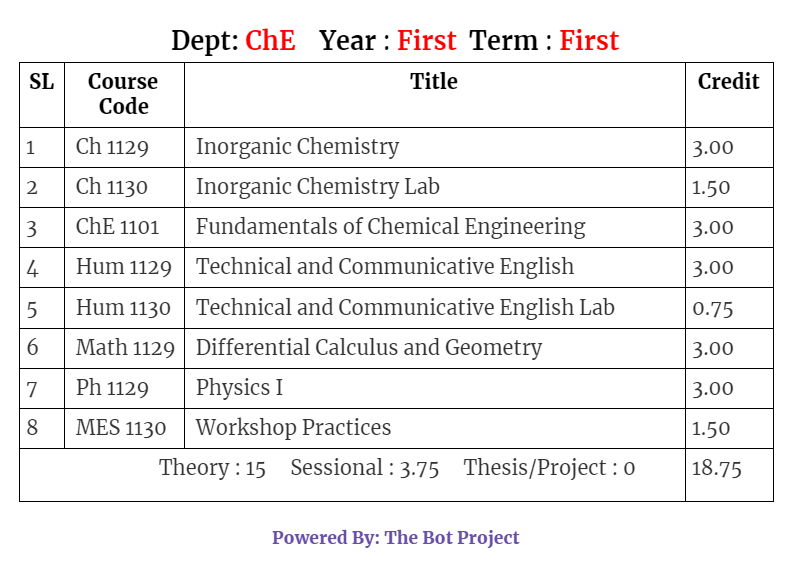 Dept: ChE Year : First Term : First
SL Course Code Title Credit
1 Ch 1129 Inorganic Chemistry 3.00
2 Ch 1130 Inorganic Chemistry Lab 1.50
3 ChE 1101 Fundamentals of Chemical Engineering 3.00
4 Hum 1129 Technical and Communicative English 3.00
5 Hum 1130 Technical and Communicative English Lab 0.75
6 Math 1129 Differential Calculus and Geometry 3.00
7 Ph 1129 Physics I 3.00
8 MES 1130 Workshop Practices 1.50
Theory : 15 Sessional : 3.75 Thesis/Project : 0 18.75
Powered By: The Bot Project